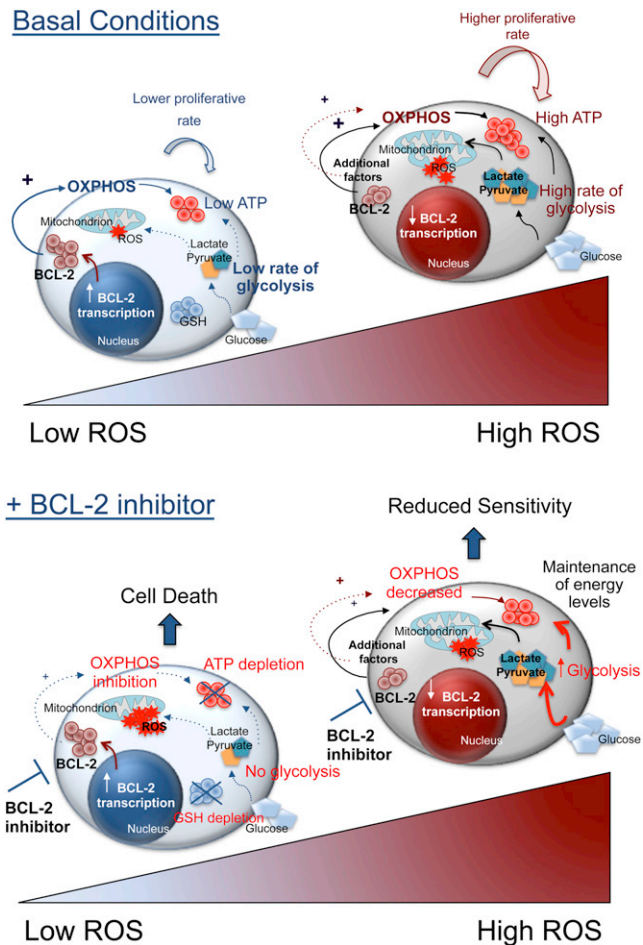 Basal Conditions
Higher proliferative
rate
Lower proliferative
rate
+
OXPHOS
Low ATP
Mitochondrion
ROS
BCL-2
Lactate
Pyruvate
Low rate of
glycolysis
↑ BCL-2
transcription
Nucleus
GSH
Glucose
+
+
OXPHOS
High ATP
Mitochondrion
ROS
Additional
factors
BCL-2
Lactate
Pyruvate
High rate of
glycolysis
↓ BCL-2
transcription
Nucleus
Glucose
Low ROS
High ROS
+ BCL-2 inhibitor
Reduced Sensitivity
Cell Death
Maintenance
of energy
levels
+
OXPHOS
inhibition
ATP depletion
Mitochondrion
ROS
BCL-2
Lactate
Pyruvate
No glycolysis
↑ BCL-2
transcription
Nucleus
GSH depletion
Glucose
BCL-2
inhibitor
+
+
OXPHOS
decreased
Mitochondrion
ROS
Additional
factors
BCL-2
Lactate
Pyruvate
↑ Glycolysis
↓ BCL-2
transcription
Nucleus
Glucose
BCL-2
inhibitor
Low ROS
High ROS